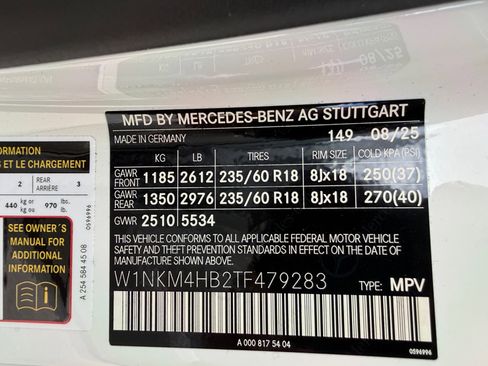 MFD BY MERCEDES-BENZ AG STUTTGART
MADE IN GERMANY 149 08/25
KG LB TIRES RIM SIZE COLD KPA (PSI)
GAWR FRONT 1185 2612 235/60 R18 8Jx18 250(37)
GAWR REAR 1350 2976 235/60 R18 8Jx18 270(40)
GWR 2510 5534
THIS VEHICLE CONFORMS TO ALL APPLICABLE FEDERAL MOTOR VEHICLE
SAFETY AND THEFT PREVENTION STANDARDS IN EFFECT ON THE DATE
OF MANUFACTURE SHOWN ABOVE.
W1NKM4HB2TF479283 TYPE: MPV
A 000 817 54 04
0596996
ORMATION
S ET LE CHARGEMENT
2 REAR ARRIÈRE 3
440 kg or kg ou 970 lbs. lb.
SEE OWNER´S
MANUAL FOR
ADDITIONAL
INFORMATION
A 254 584 45 08
0596996